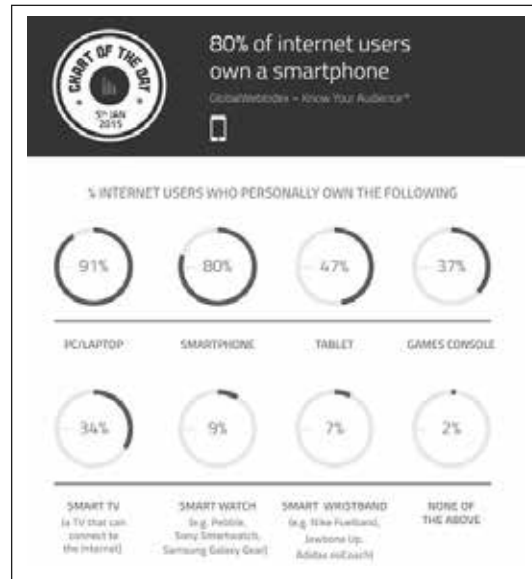 CHART OF THE DAY
5TH JAN
2015
80% of internet users
own a smartphone
GlobalWebIndex – Know Your Audience
% INTERNET USERS WHO PERSONALLY OWN THE FOLLOWING
91% 80% 47% 37%
PC/LAPTOP SMARTPHONE TABLET GAMES CONSOLE
34% 9% 7% 2%
SMART TV SMART WATCH SMART WRISTBAND NONE OF
(a TV that can (e.g. Pebble, (e.g. Nike Fuelband, THE ABOVE
connect to Sony Smartwatch, Jawbone Up,
the internet) Samsung Galaxy Gear) Adidas miCoach)